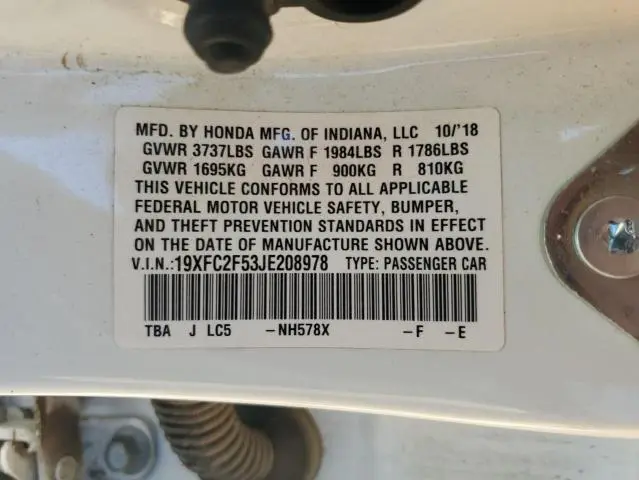 MFD. BY HONDA MFG. OF INDIANA, LLC 10/'18
GVWR 3737LBS GAWR F 1984LBS R 1786LBS
GVWR 1695KG GAWR F 900KG R 810KG
THIS VEHICLE CONFORMS TO ALL APPLICABLE
FEDERAL MOTOR VEHICLE SAFETY, BUMPER,
AND THEFT PREVENTION STANDARDS IN EFFECT
ON THE DATE OF MANUFACTURE SHOWN ABOVE.
V.I.N.:19XFC2F53JE208978 TYPE: PASSENGER CAR
TBA J LC5 -NH578X -F -E